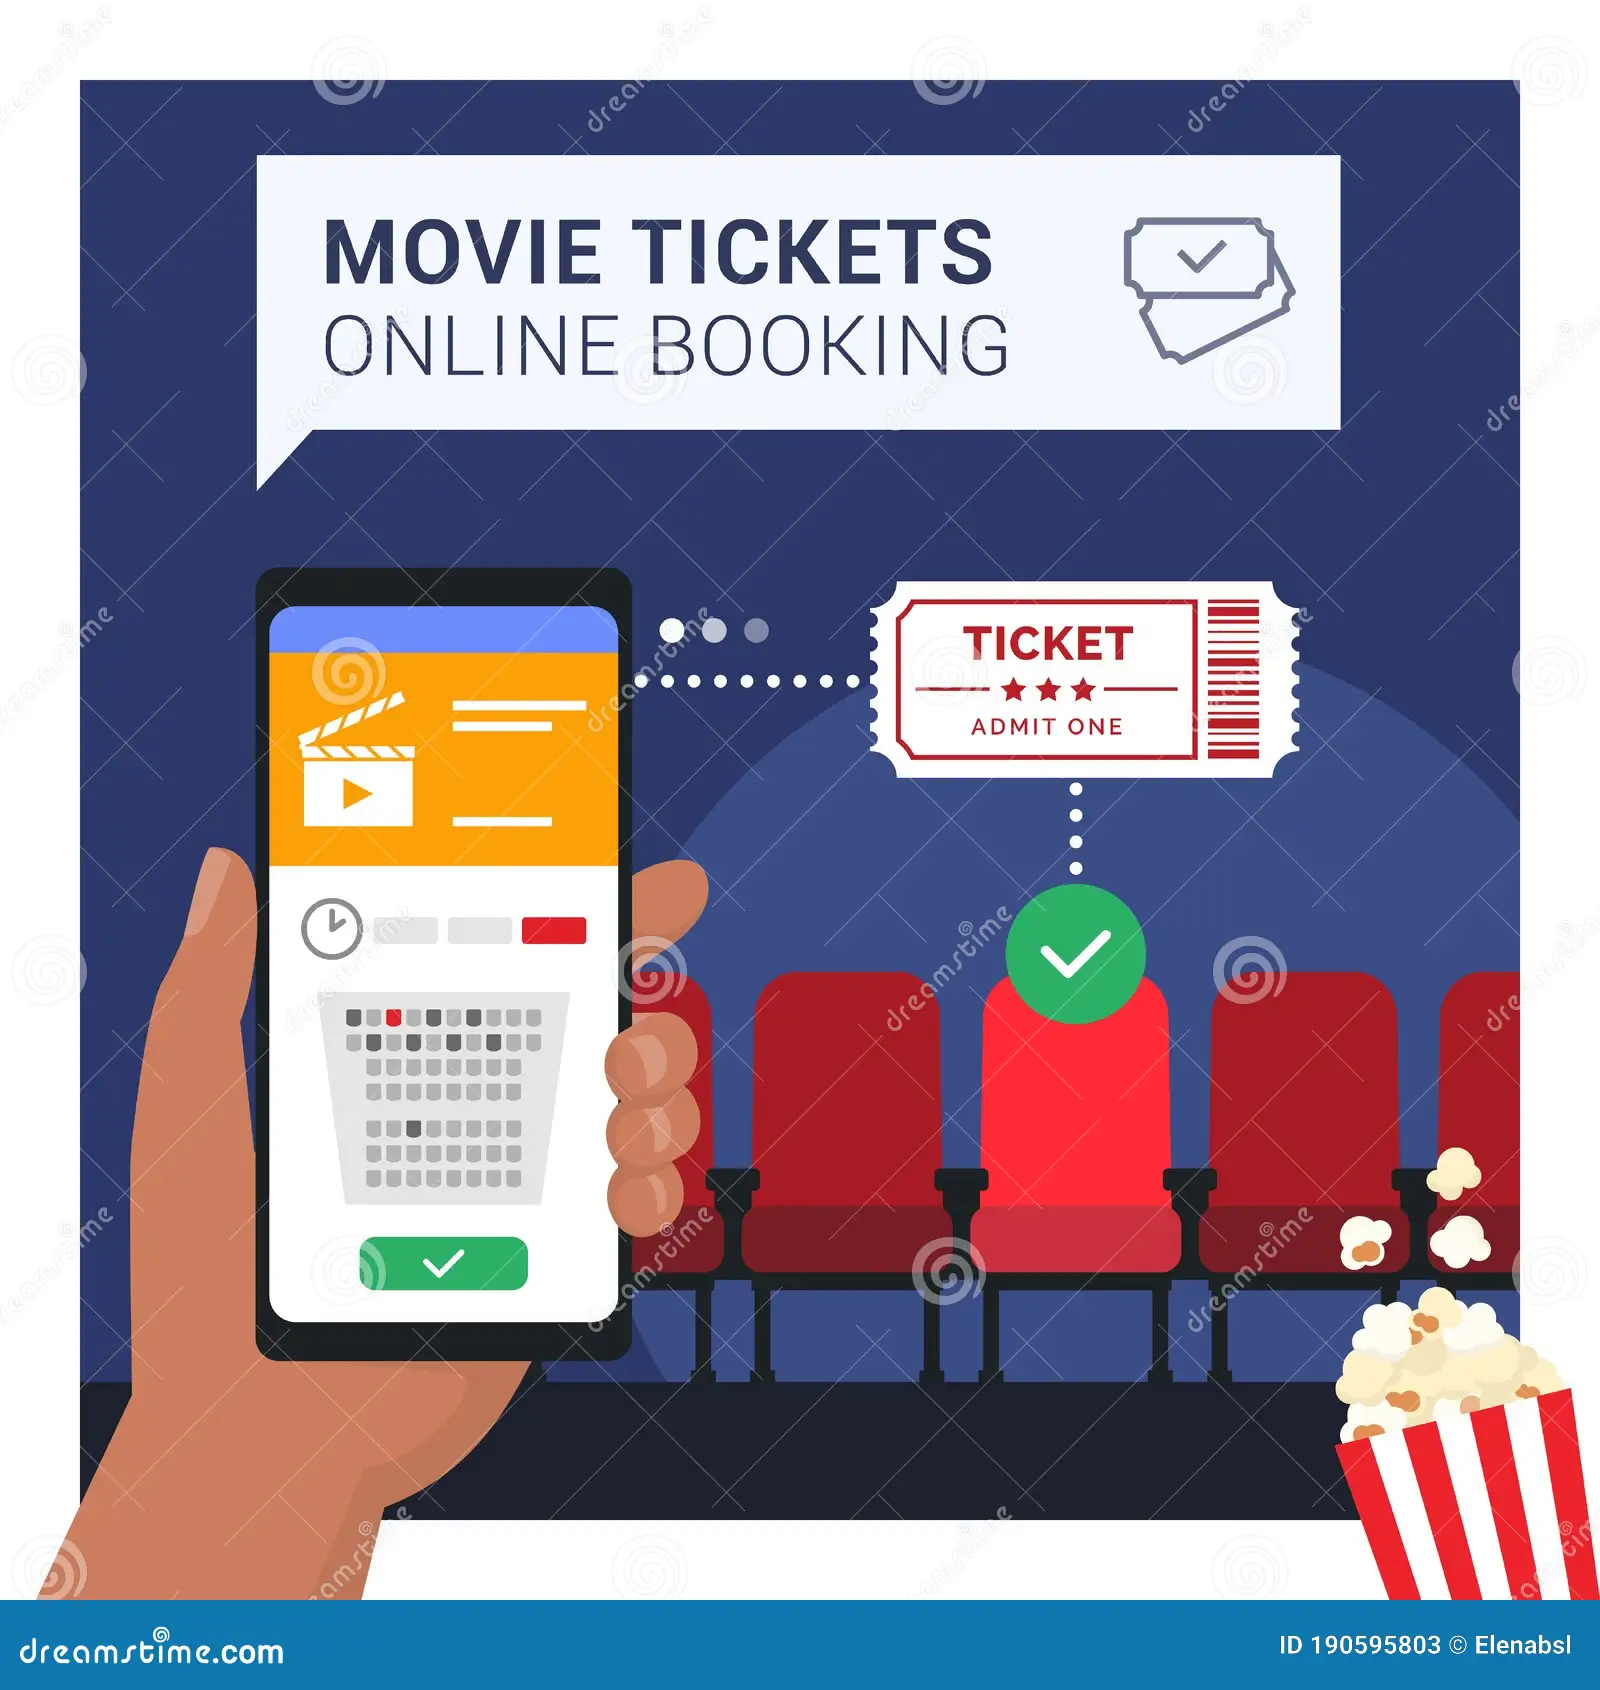 MOVIE TICKETS
ONLINE BOOKING
TICKET
ADMIT ONE
dreamstime.com
ID 190595803 © Elenabsl